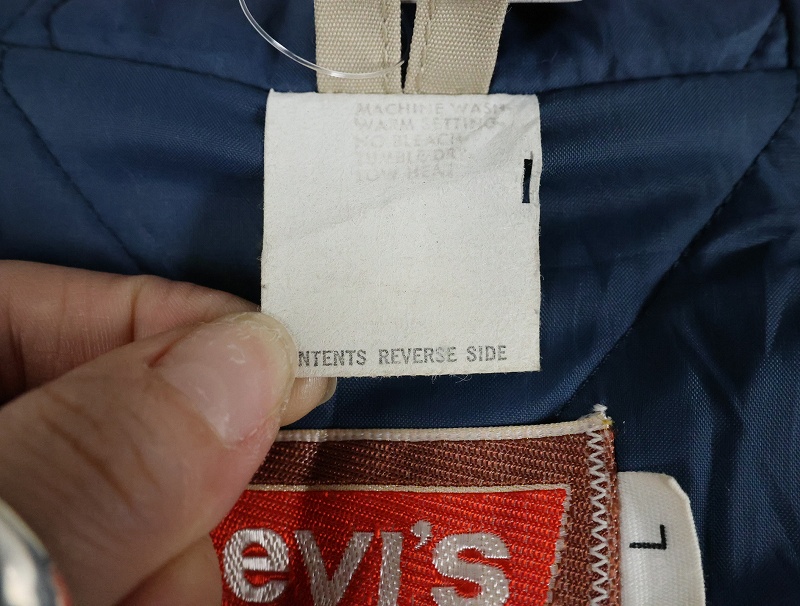 MACHINE WASH
WARM SETTING
NO BLEACH
TUMBLE DRY
LOW HEAT
NTENTS REVERSE SIDE
evi's
L